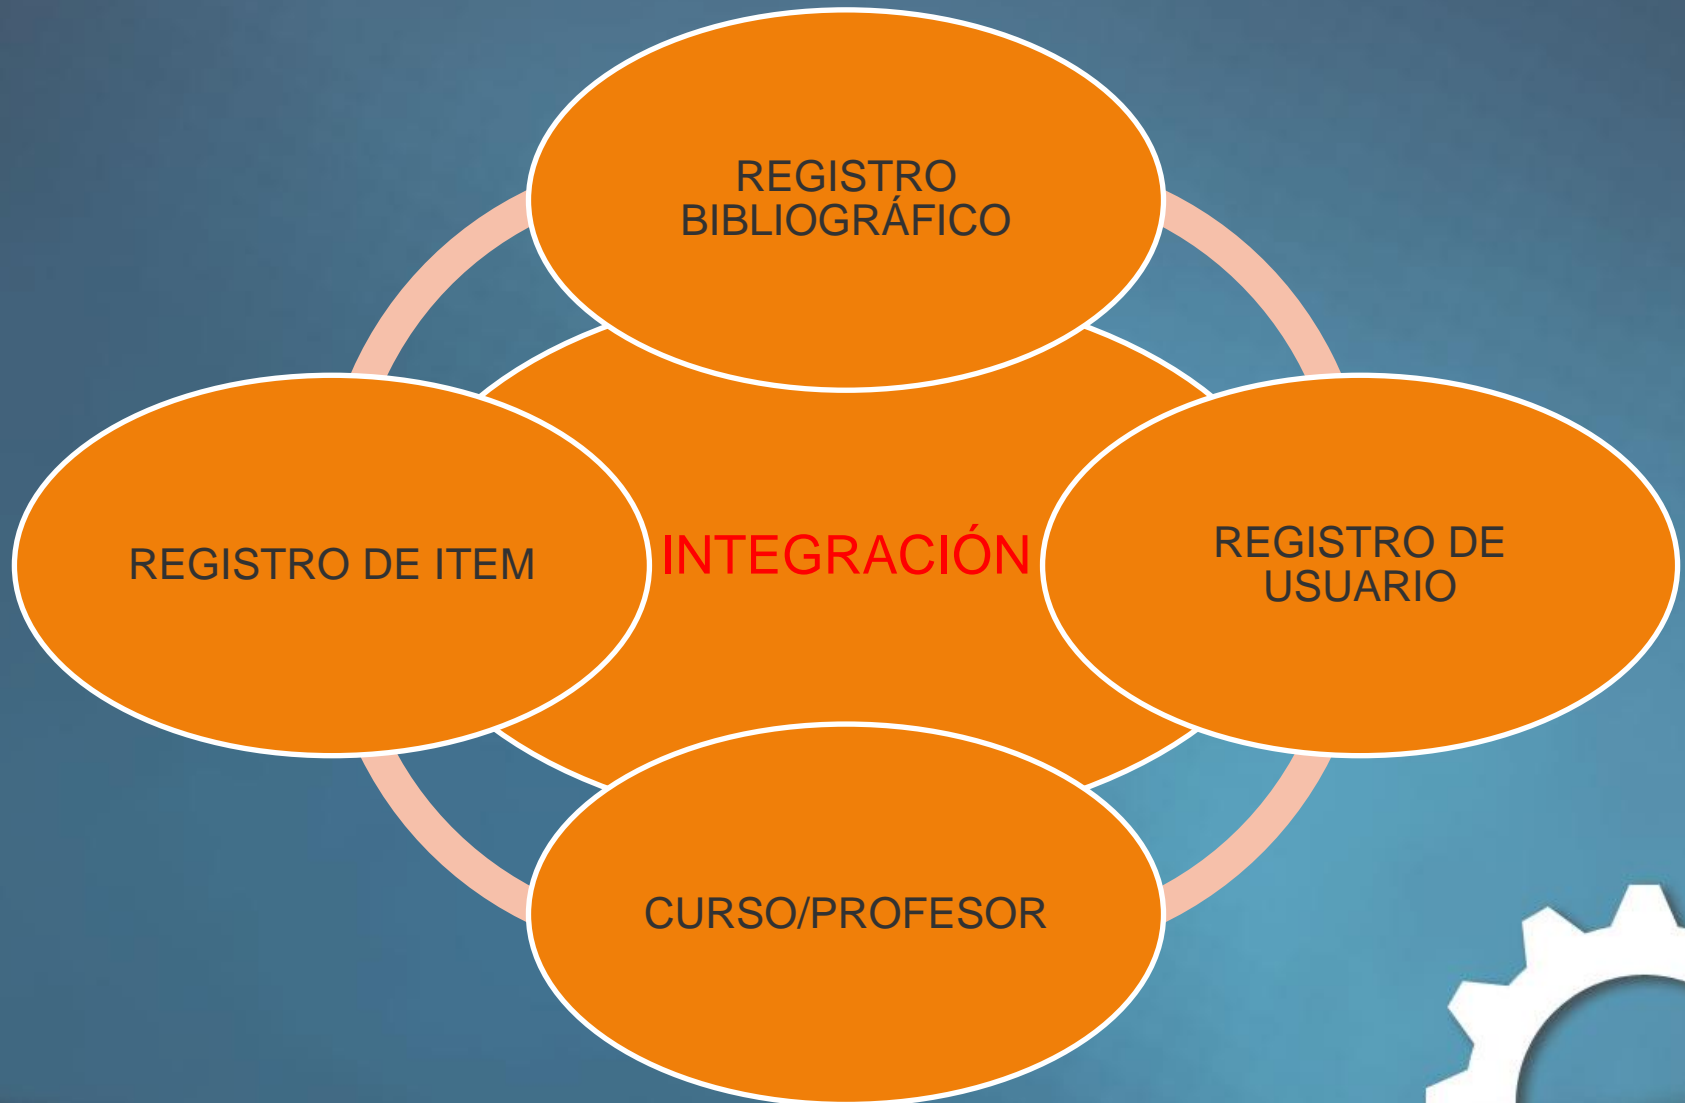 REGISTRO
BIBLIOGRÁFICO
REGISTRO DE ITEM
INTEGRACIÓN
REGISTRO DE
USUARIO
CURSO/PROFESOR